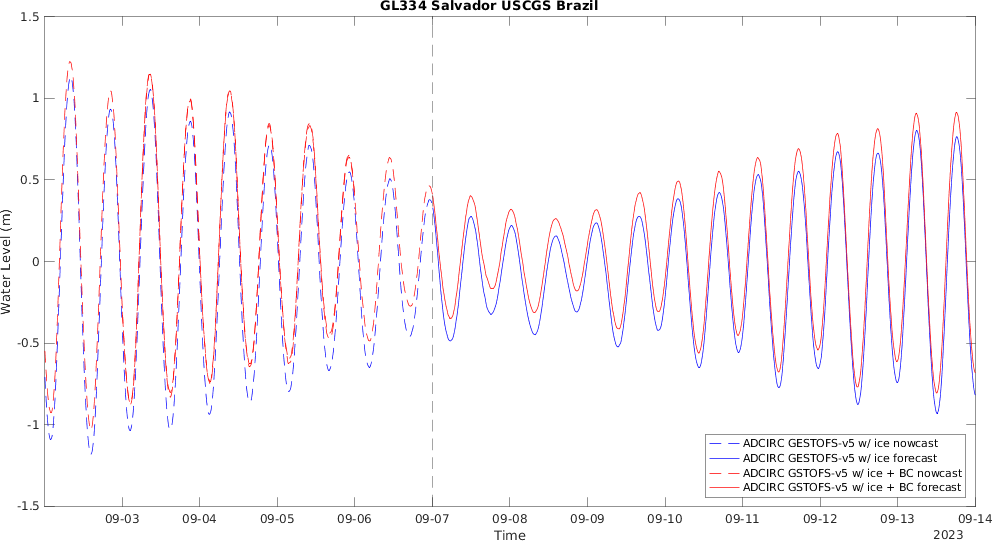 GL334 Salvador USCGS Brazil
1.5
1
0.5
0
-0.5
-1
-1.5
Water Level (m)
09-03 09-04 09-05 09-06 09-07 09-08 09-09 09-10 09-11 09-12 09-13 09-14
Time
2023
ADCIRC GESTOFS-v5 w/ ice nowcast
ADCIRC GESTOFS-v5 w/ ice forecast
ADCIRC GSTOFS-v5 w/ ice + BC nowcast
ADCIRC GSTOFS-v5 w/ ice + BC forecast